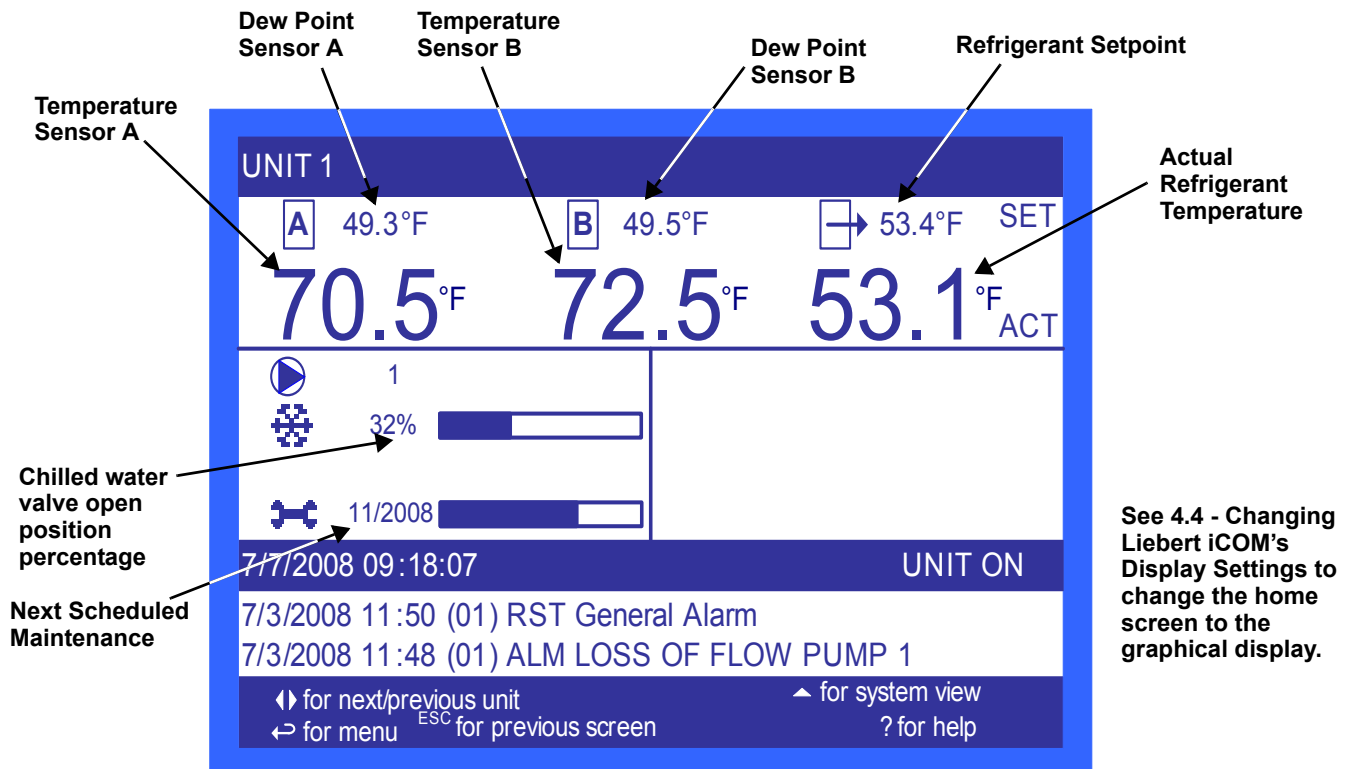 Dew Point
Sensor A
Temperature
Sensor B
Dew Point
Sensor B
Refrigerant Setpoint
Temperature
Sensor A
Actual
Refrigerant
Temperature
UNIT 1
A 49.3°F
B 49.5°F
53.4°F SET
70.5°F
72.5°F
53.1°F ACT
1
32%
11/2008
Chilled water
valve open
position
percentage
Next Scheduled
Maintenance
7/7/2008 09:18:07 UNIT ON
7/3/2008 11:50 (01) RST General Alarm
7/3/2008 11:48 (01) ALM LOSS OF FLOW PUMP 1
for next/previous unit
for system view
for menu ESC for previous screen
? for help
See 4.4 - Changing
Liebert iCOM’s
Display Settings to
change the home
screen to the
graphical display.